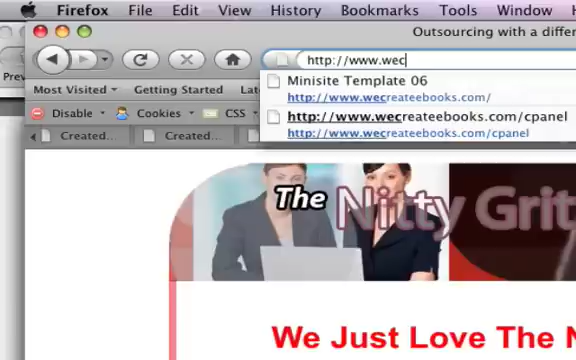 Firefox File Edit View History Bookmarks Tools Window
Outsourcing with a differe
http://www.wec
Most Visited Getting Started
Minisite Template 06
http://www.wecreateebooks.com/
Disable Cookies CSS
http://www.wecreateebooks.com/cpanel
http://www.wecreateebooks.com/cpanel
Created Created
The Nitty Grit
We Just Love The N